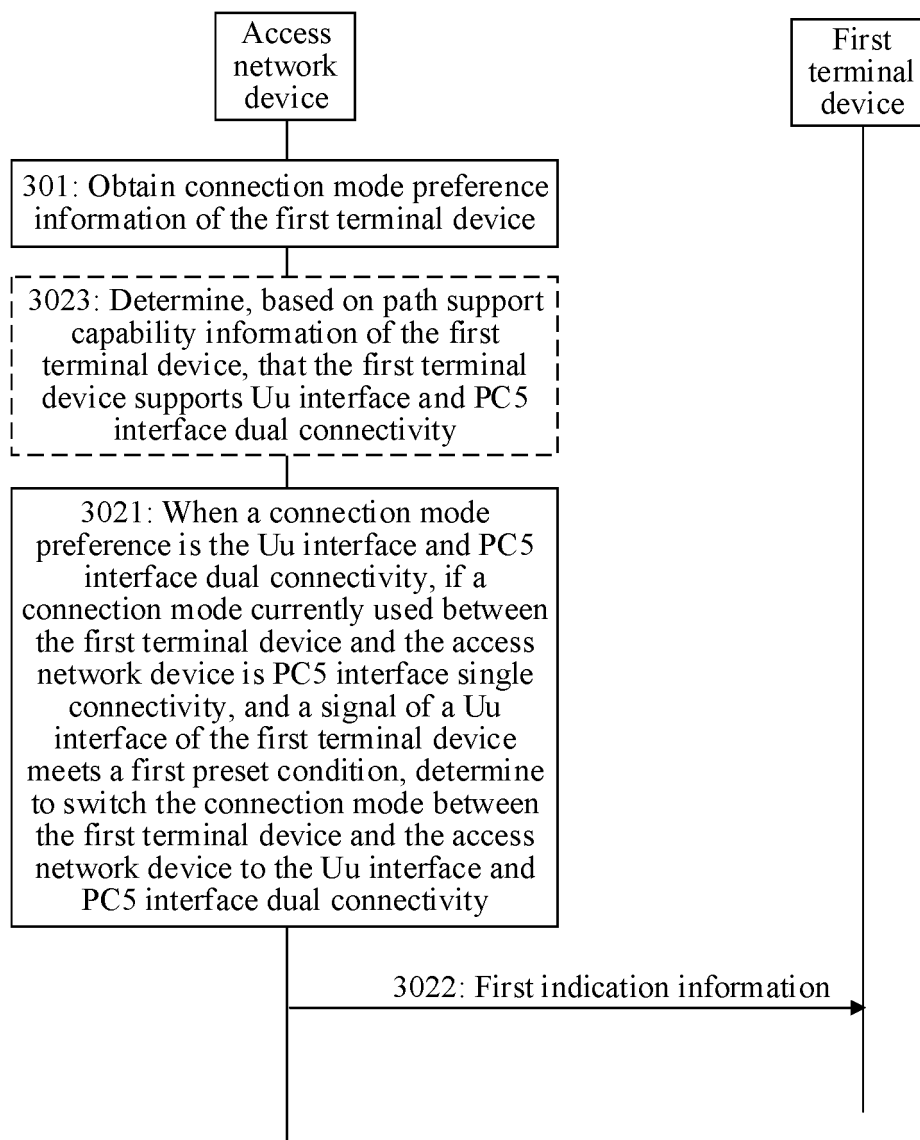 Access
network
device
First
terminal
device
301: Obtain connection mode preference
information of the first terminal device
3023: Determine, based on path support
capability information of the first
terminal device, that the first terminal
device supports Uu interface and PC5
interface dual connectivity
3021: When a connection mode
preference is the Uu interface and PC5
interface dual connectivity, if a
connection mode currently used between
the first terminal device and the access
network device is PC5 interface single
connectivity, and a signal of a Uu
interface of the first terminal device
meets a first preset condition, determine
to switch the connection mode between
the first terminal device and the access
network device to the Uu interface and
PC5 interface dual connectivity
3022: First indication information